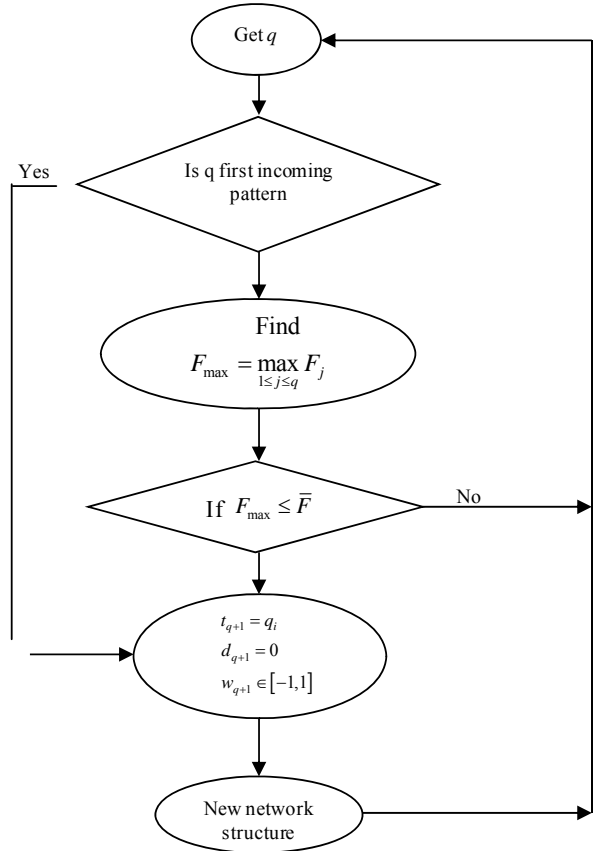 Get q
Yes
Is q first incoming
pattern
Find
F_max = max_{1≤j≤q} F_j
If F_max ≤ F̄
No
t_{q+1} = q_i
d_{q+1} = 0
w_{q+1} ∈ [−1,1]
New network
structure